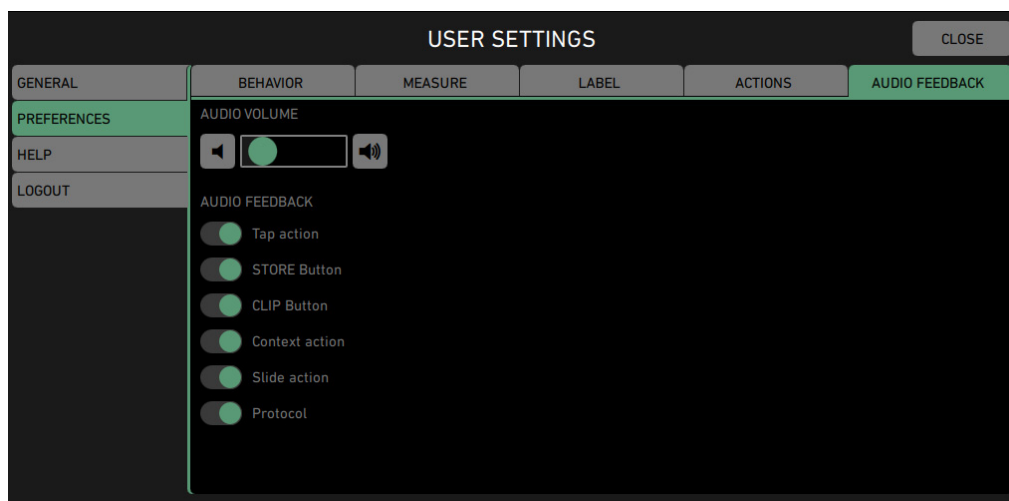 USER SETTINGS
CLOSE
GENERAL
PREFERENCES
HELP
LOGOUT
BEHAVIOR
MEASURE
LABEL
ACTIONS
AUDIO FEEDBACK
AUDIO VOLUME
AUDIO FEEDBACK
Tap action
STORE Button
CLIP Button
Context action
Slide action
Protocol